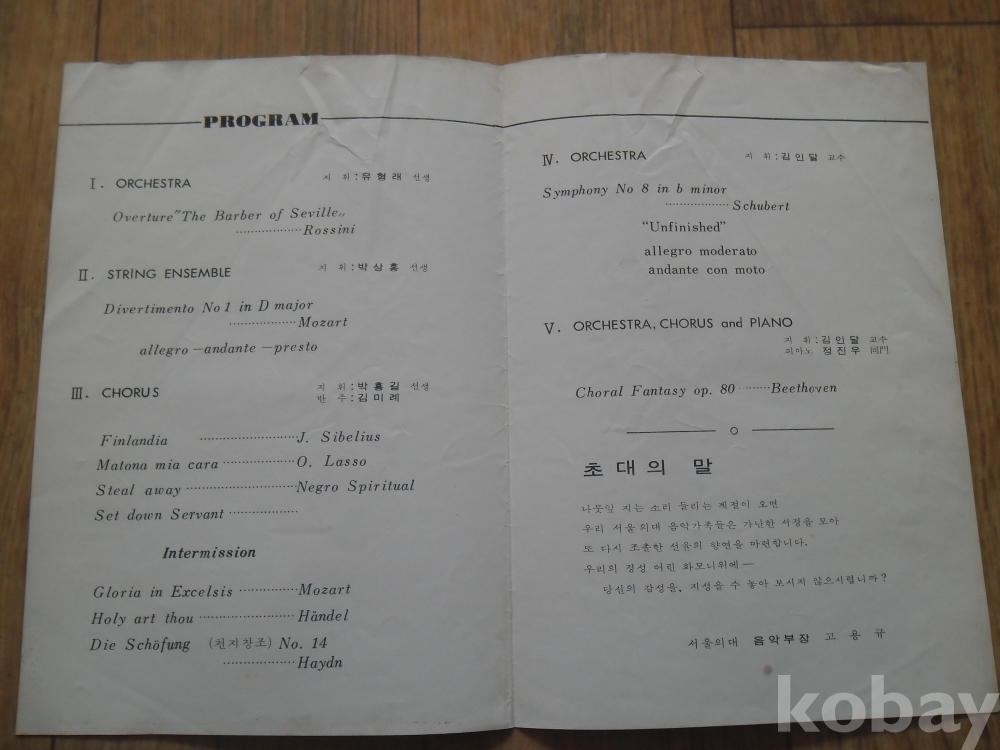 PROGRAM
I. ORCHESTRA 지 휘 : 유형래 선생
Overture "The Barber of Seville„
····················Rossini
II. STRING ENSEMBLE 지 휘 : 박상흥 선생
Divertimento No 1 in D major
····················Mozart
allegro —andante —presto
III. CHORUS 지 휘 : 박흥길 선생
반 주 : 김미례
Finlandia ····················J. Sibelius
Matona mia cara ···············O. Lasso
Steal away ····················Negro Spiritual
Set down Servant ···············
Intermission
Gloria in Excelsis ···············Mozart
Holy art thou ····················Händel
Die Schöfung (천지창조) No. 14
···············Haydn
IV. ORCHESTRA 지 휘 : 김인달 교수
Symphony No 8 in b minor
····················Schubert
"Unfinished"
allegro moderato
andante con moto
V. ORCHESTRA, CHORUS and PIANO
지 휘 : 김인달 교수
피아노 정진우 同門
Choral Fantasy op. 80 ········Beethoven
초대의 말
나뭇잎 지는 소리 들리는 계절이 오면
우리 서울의대 음악가족들은 가난한 서정을 모아
또 다시 조촐한 선유의 향연을 마련합니다.
우리의 정성 어린 화모니위에—
당신의 감성을, 지성을 수 놓아 보시지 않으시렵니까?
서울의대 음악부장 고 용 규
kobay